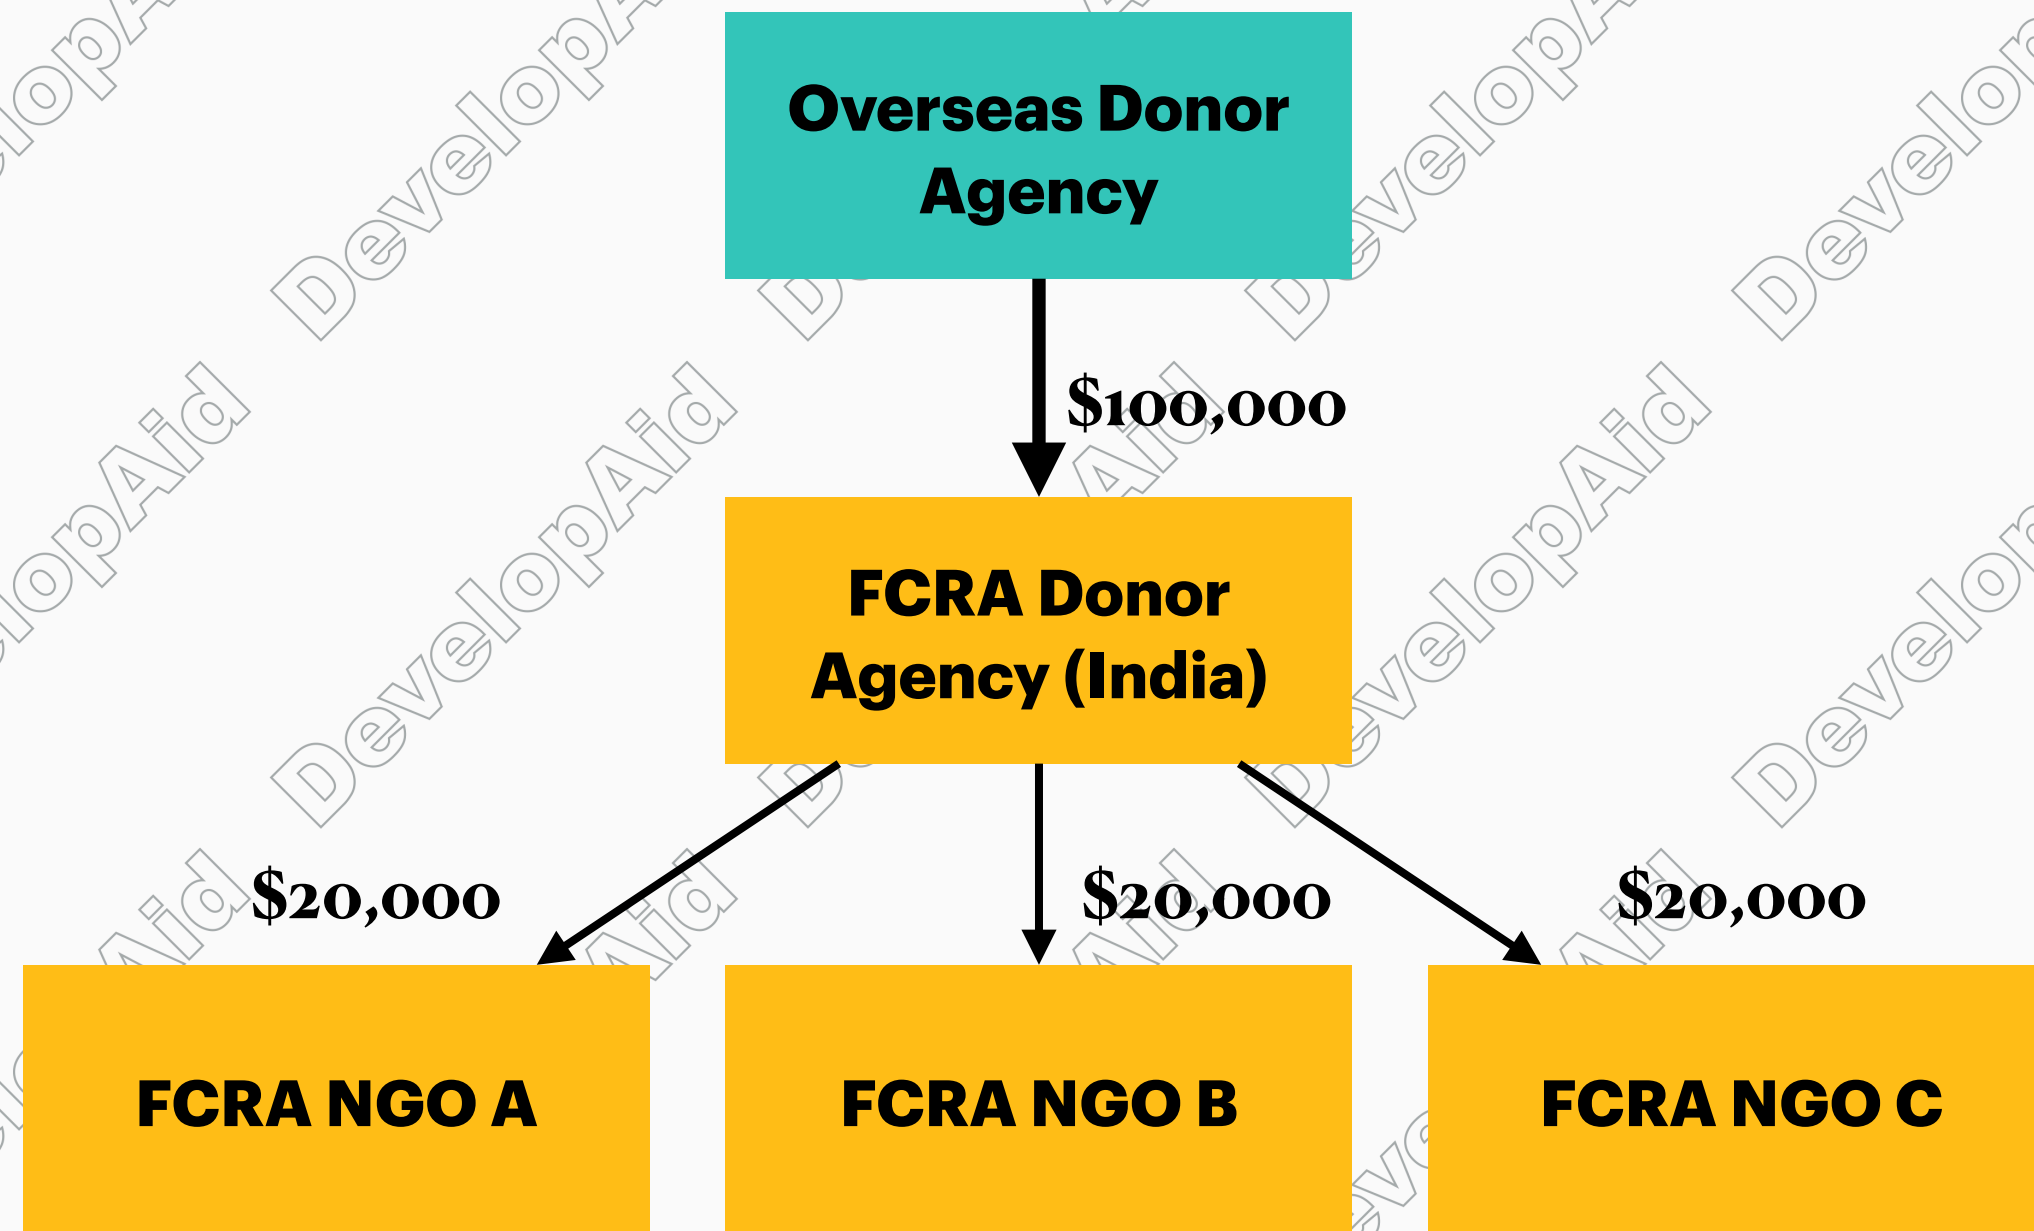 Overseas Donor
Agency
$100,000
FCRA Donor
Agency (India)
$20,000
$20,000
$20,000
FCRA NGO A
FCRA NGO B
FCRA NGO C
DevelopAid